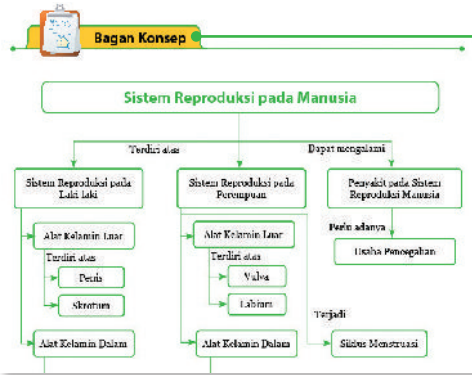 Bagan Konsep
Sistem Reproduksi pada Manusia
Terdiri atas
Dapat mengalami
Sistem Reproduksi pada
Laki laki
Sistem Reproduksi pada
Perempuan
Penyakit pada Sistem
Reproduksi Manusia
Alat Kelamin Luar
Terdiri atas
Penis
Skrotum
Alat Kelamin Dalam
Alat Kelamin Luar
Terdiri atas
Vulva
Labium
Alat Kelamin Dalam
Perlu adanya
Usaha Pencegahan
Terjadi
Siklus Menstruasi